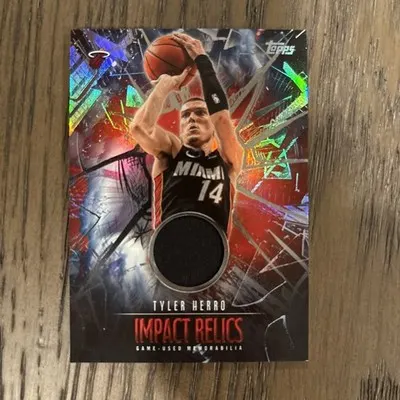 Topps
MIAMI
14
TYLER HERRO
IMPACT RELICS
GAME-USED MEMORABILIA